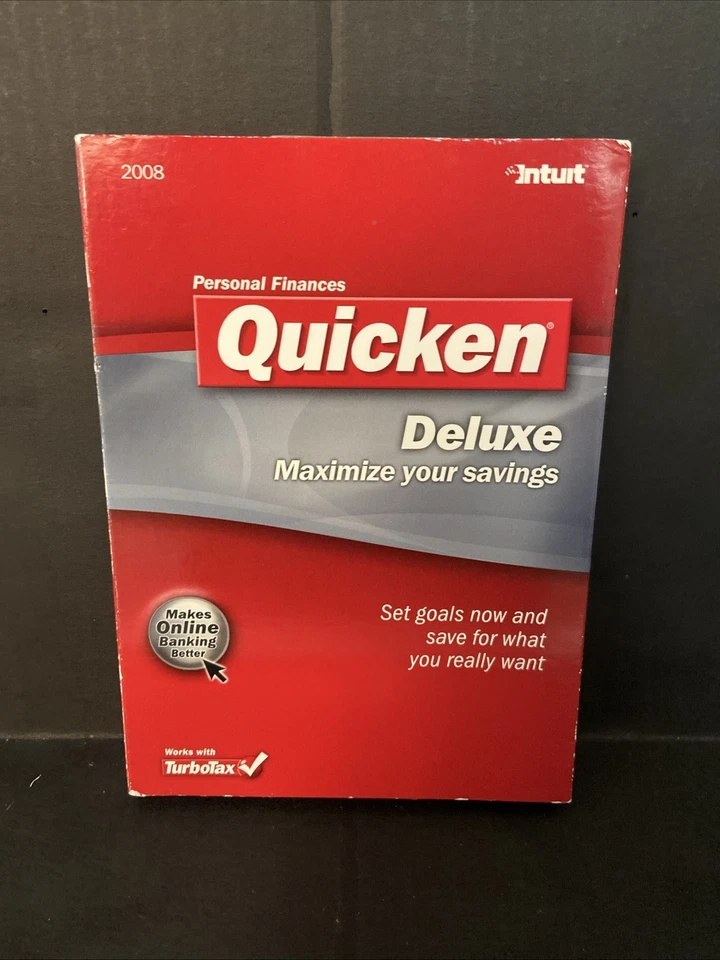 2008
Intuit
Personal Finances
Quicken®
Deluxe
Maximize your savings
Makes
Online
Banking
Better
Set goals now and
save for what
you really want
Works with
TurboTax